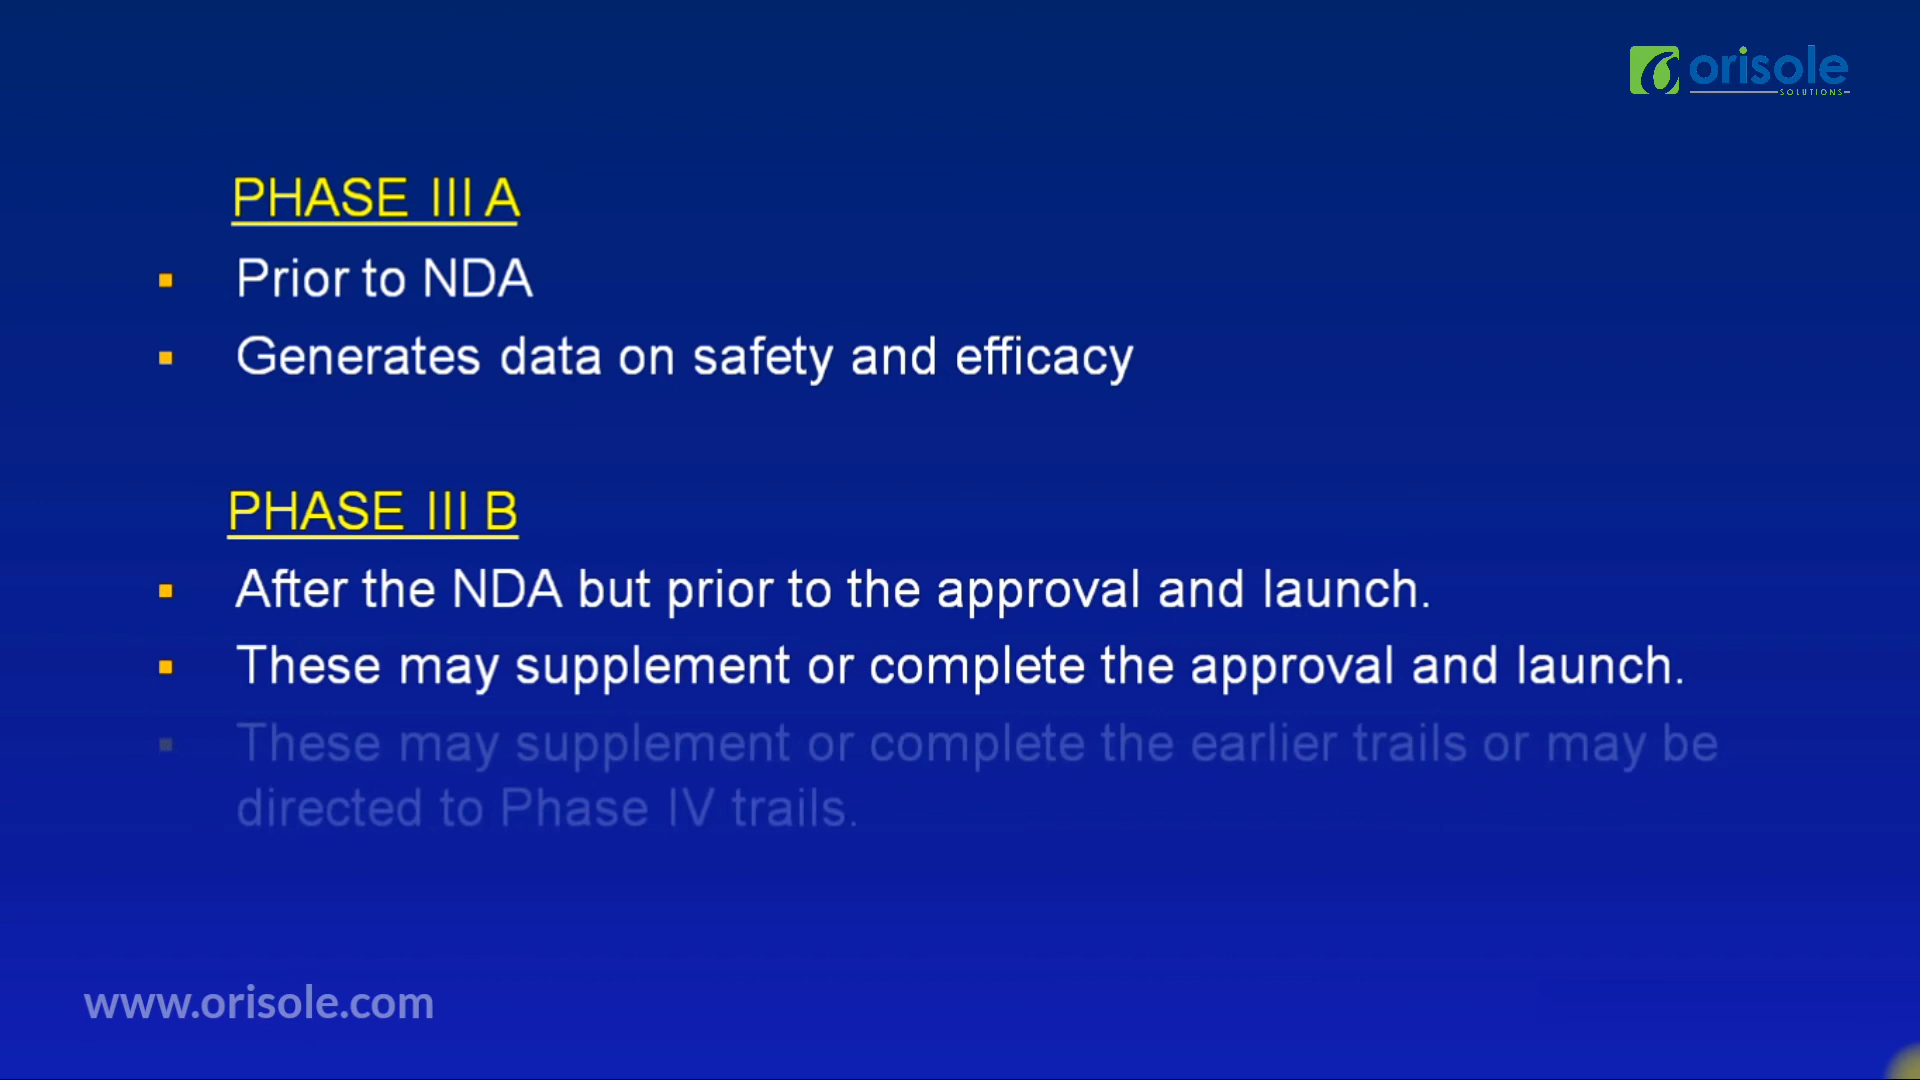 orisole
SOLUTIONS
PHASE III A
▪ Prior to NDA
▪ Generates data on safety and efficacy
PHASE III B
▪ After the NDA but prior to the approval and launch.
▪ These may supplement or complete the approval and launch.
▪ These may supplement or complete the earlier trails or may be
directed to Phase IV trails.
www.orisole.com